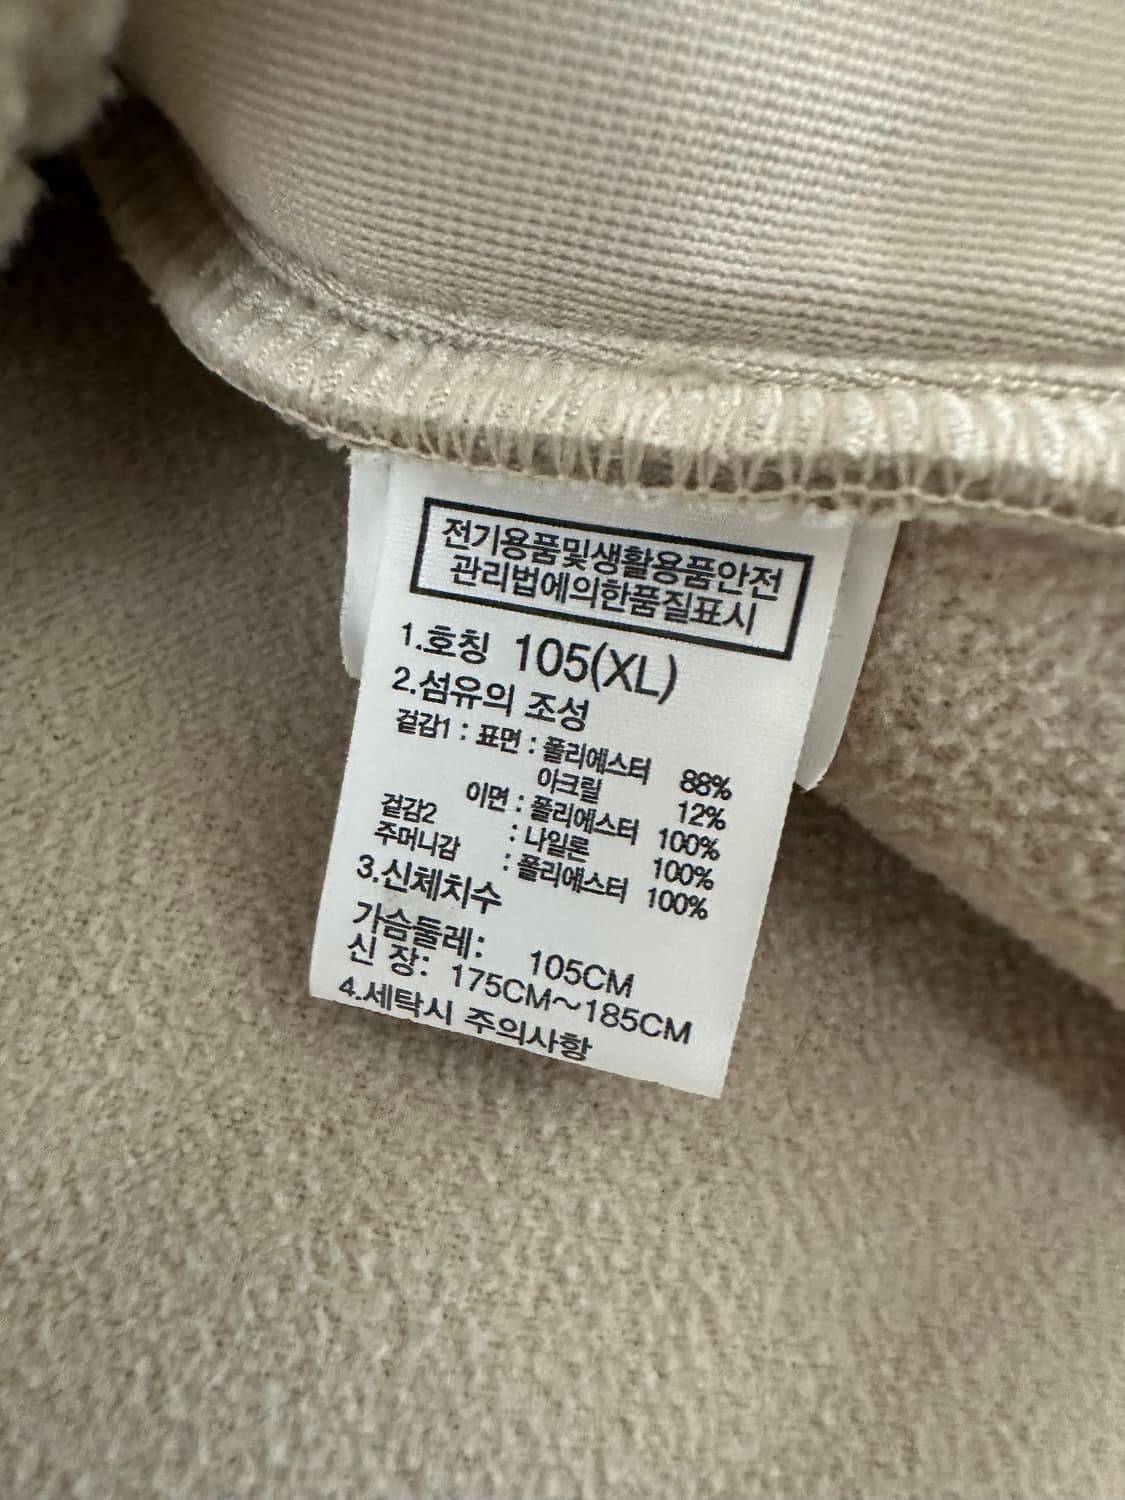 전기용품및생활용품안전
관리법에의한품질표시
1.호칭 105(XL)
2.섬유의 조성
겉감1 : 표면 : 폴리에스터 88%
아크릴 12%
이면 : 폴리에스터 100%
겉감2 : 나일론 100%
주머니감 : 폴리에스터 100%
3.신체치수
가슴둘레: 105CM
신 장: 175CM~185CM
4.세탁시 주의사항